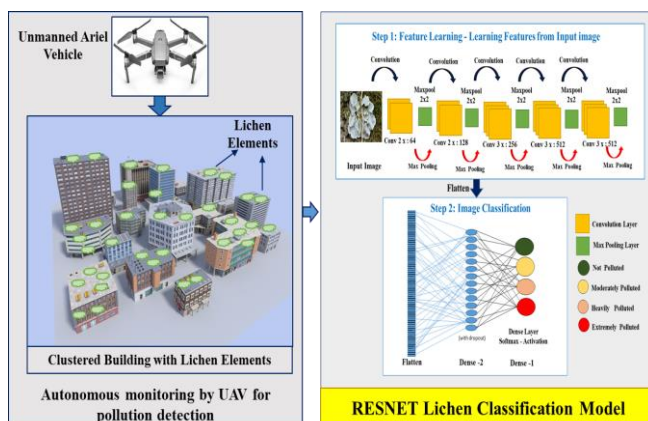 Unmanned Ariel
Vehicle
Lichen
Elements
Clustered Building with Lichen Elements
Autonomous monitoring by UAV for
pollution detection
Step 1: Feature Learning - Learning Features from Input image
Convolution
Convolution
Convolution
Convolution
Convolution
Maxpool
2x2
Maxpool
2x2
Maxpool
2x2
Maxpool
2x2
Maxpool
2x2
Input Image
Conv 2 x : 64
Conv 2 x : 128
Conv 3 x : 256
Conv 3 x : 512
Conv 3 x : 512
Max Pooling
Max Pooling
Max Pooling
Max Pooling
Flatten
Step 2: Image Classification
Flatten
(with dropout)
Dense -2
Dense Layer
Softmax - Activation
Dense -1
Convolution Layer
Max Pooling Layer
Not Polluted
Moderately Polluted
Heavily Polluted
Extremely Polluted
RESNET Lichen Classification Model